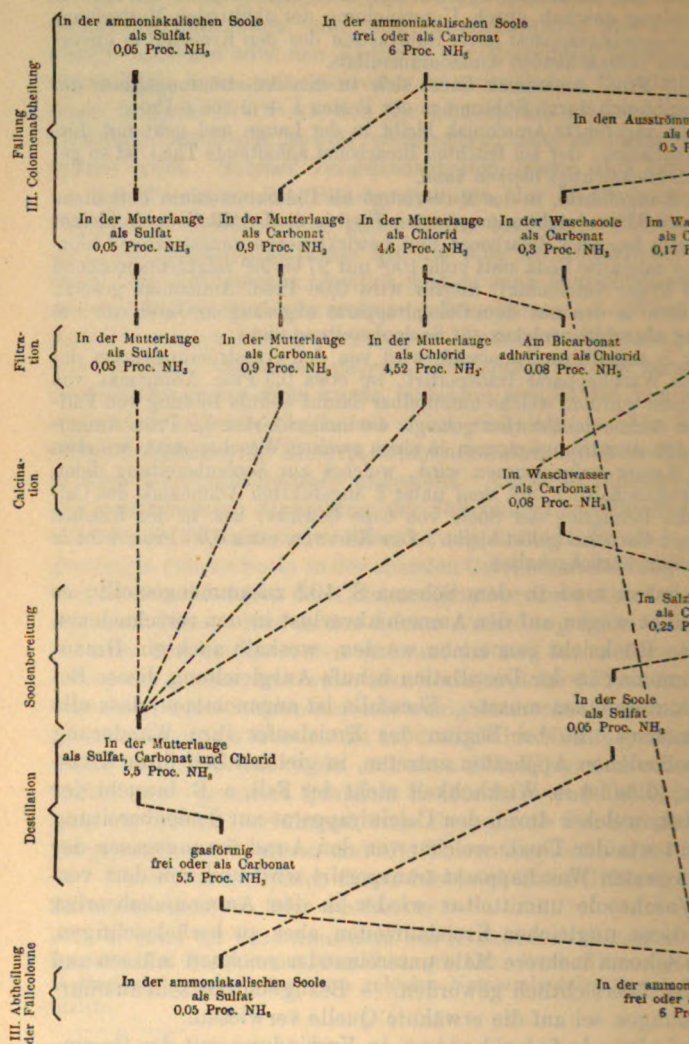 III. Colonnenabtheilung
Fällung
In der ammoniakalischen Soole
als Sulfat
0,05 Proc. NH₃
In der ammoniakalischen Soole
frei oder als Carbonat
6 Proc. NH₃
In den Ausström
als
0.5
In der Mutterlauge
als Sulfat
0,05 Proc. NH₃
In der Mutterlauge
als Carbonat
0,9 Proc. NH₃
In der Mutterlauge
als Chlorid
4,6 Proc. NH₃
In der Waschsoole
als Carbonat
0,3 Proc. NH₃
Im Wa
als C
0,17 P
Filtra-
tion
In der Mutterlauge
als Sulfat
0,05 Proc. NH₃
In der Mutterlauge
als Carbonat
0,9 Proc. NH₃
In der Mutterlauge
als Chlorid
4,52 Proc. NH₃.
Am Bicarbonat
adhärirend als Chlorid
0.08 Proc. NH₃
Calcina-
tion
Im Waschwasser
als Carbonat
0,08 Proc. NH₃
Soolenbereitung
Im Salz
als C
0,25 P
In der Soole
als Sulfat
0,05 Proc. NH₃
Destillation
In der Mutterlauge
als Sulfat, Carbonat und Chlorid
5,5 Proc. NH₃
gasförmig
frei oder als Carbonat
5,5 Proc. NH₃
III. Abtheilung
der Fällcolonne
In der ammoniakalischen Soole
als Sulfat
0,05 Proc. NH₃
In der ammon
frei oder
6 Pro